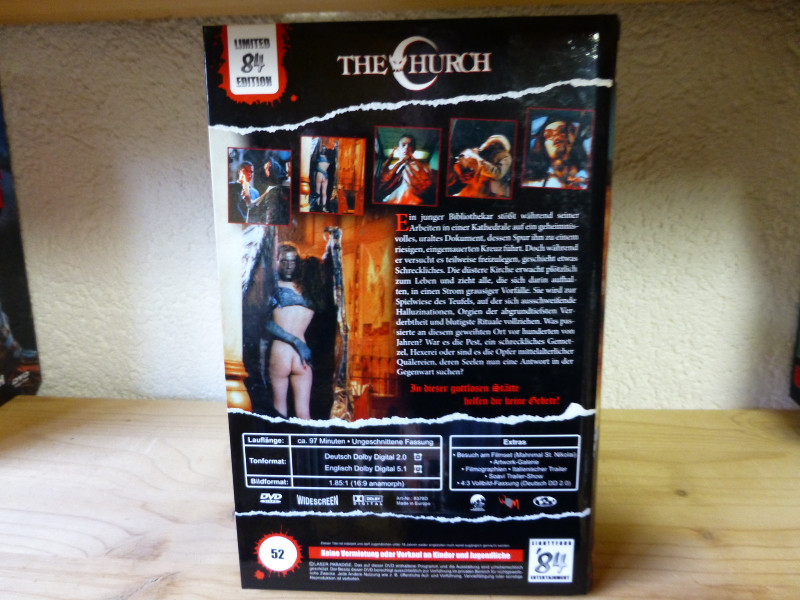 LIMITED
84
EDITION
THE CHURCH
Ein junger Bibliothekar stößt während seiner
Arbeiten in einer Kathedrale auf ein geheimnis-
volles, uraltes Dokument, dessen Spur ihn zu einem
riesigen, eingemauerten Kreuz führt. Doch während
er versucht es teilweise freizulegen, geschieht etwas
Schreckliches. Die düstere Kirche erwacht plötzlich
zum Leben und zieht alle, die sich darin aufhal-
ten, in einen Strom grausiger Vorfälle. Sie wird zur
Spielwiese des Teufels, auf der sich ausschweifende
Halluzinationen, Orgien der abgrundtiefsten Ver-
derbtheit und blutigste Rituale vollziehen. Was pas-
sierte an diesem geweihten Ort vor hunderten von
Jahren? War es die Pest, ein schreckliches Gemet-
zel, Hexerei oder sind es die Opfer mittelalterlicher
Quälereien, deren Seelen nun eine Antwort in der
Gegenwart suchen?
In dieser gottlosen Stätte
helfen dir keine Gebete!
Lauflänge: ca. 97 Minuten • Ungeschnittene Fassung
Tonformat: Deutsch Dolby Digital 2.0
Englisch Dolby Digital 5.1
Bildformat: 1.85:1 (16:9 anamorph)
Extras
• Besuch am Filmset (Mahnmal St. Nikolai)
• Artwork-Galerie
• Filmographien • Italienischer Trailer
• Soavi Trailer-Show
• 4:3 Vollbild-Fassung (Deutsch DD 2.0)
DVD WIDESCREEN DOLBY DIGITAL
Made in Europe
52
Keine Vermietung oder Verkauf an Kinder und Jugendliche
EIGHTYFOUR
'84
ENTERTAINMENT